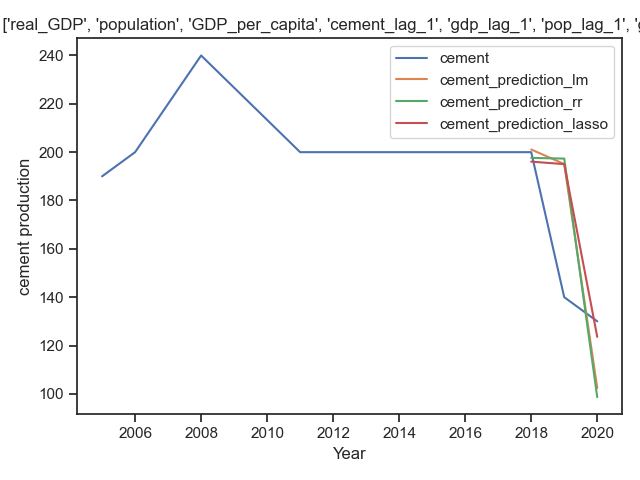 ['real_GDP', 'population', 'GDP_per_capita', 'cement_lag_1', 'gdp_lag_1', 'pop_lag_1', 'g
cement
cement_prediction_lm
cement_prediction_rr
cement_prediction_lasso
240
220
200
180
160
140
120
100
cement production
2006 2008 2010 2012 2014 2016 2018 2020
Year